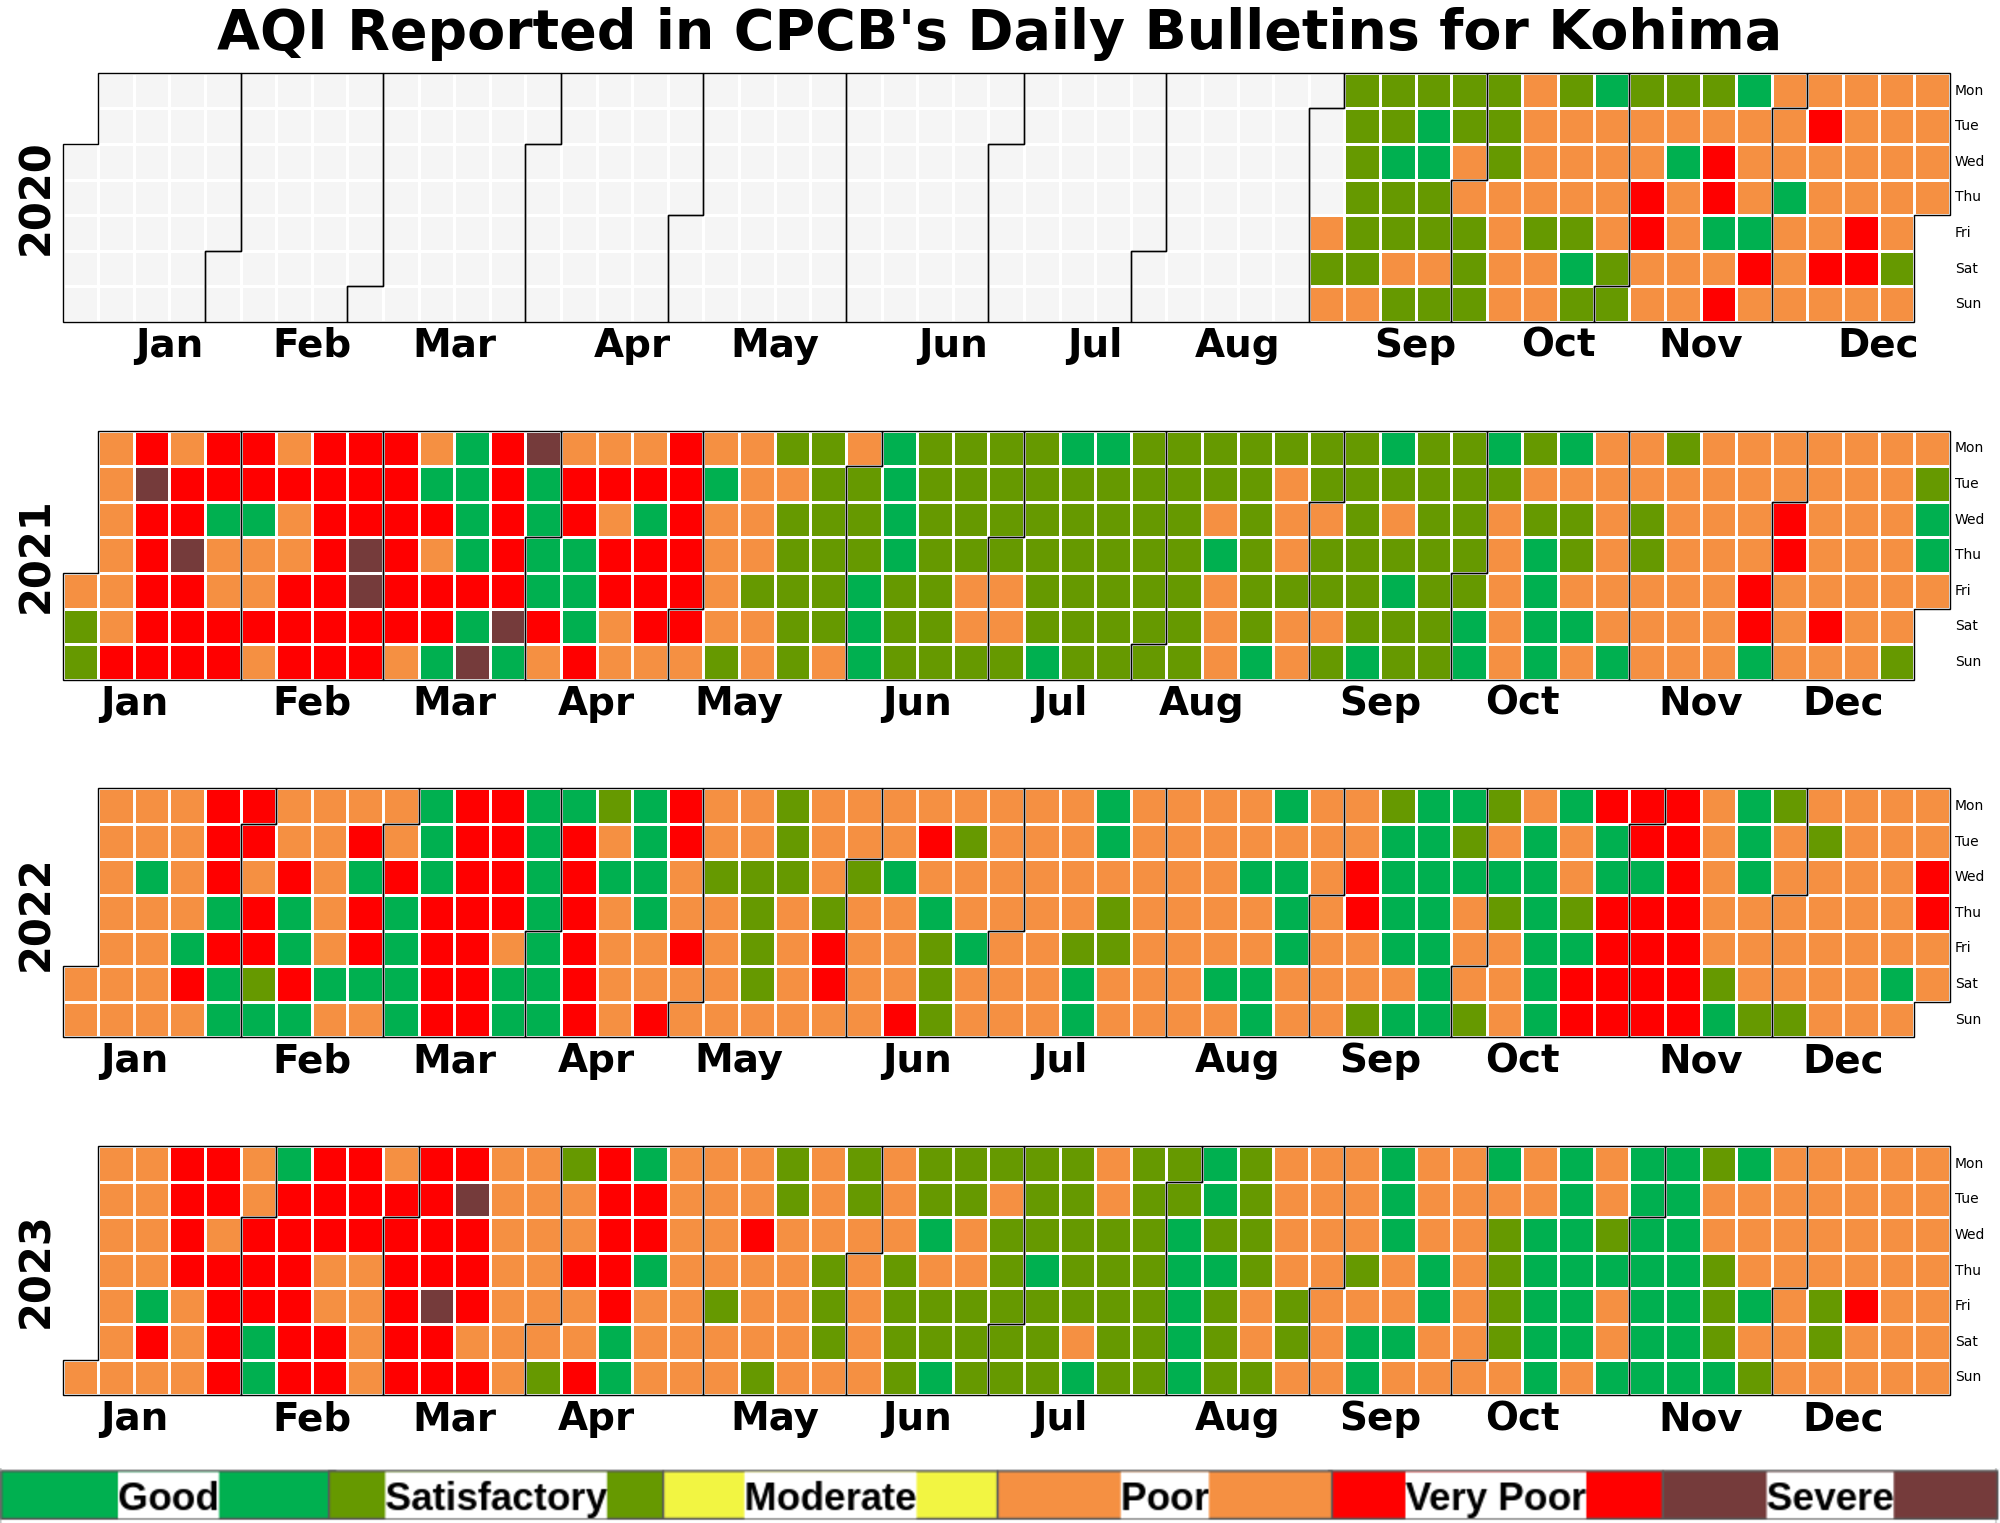 AQI Reported in CPCB's Daily Bulletins for Kohima
2020
Mon
Tue
Wed
Thu
Fri
Sat
Sun
Jan Feb Mar Apr May Jun Jul Aug Sep Oct Nov Dec
2021
Mon
Tue
Wed
Thu
Fri
Sat
Sun
Jan Feb Mar Apr May Jun Jul Aug Sep Oct Nov Dec
2022
Mon
Tue
Wed
Thu
Fri
Sat
Sun
Jan Feb Mar Apr May Jun Jul Aug Sep Oct Nov Dec
2023
Mon
Tue
Wed
Thu
Fri
Sat
Sun
Jan Feb Mar Apr May Jun Jul Aug Sep Oct Nov Dec
Good Satisfactory Moderate Poor Very Poor Severe